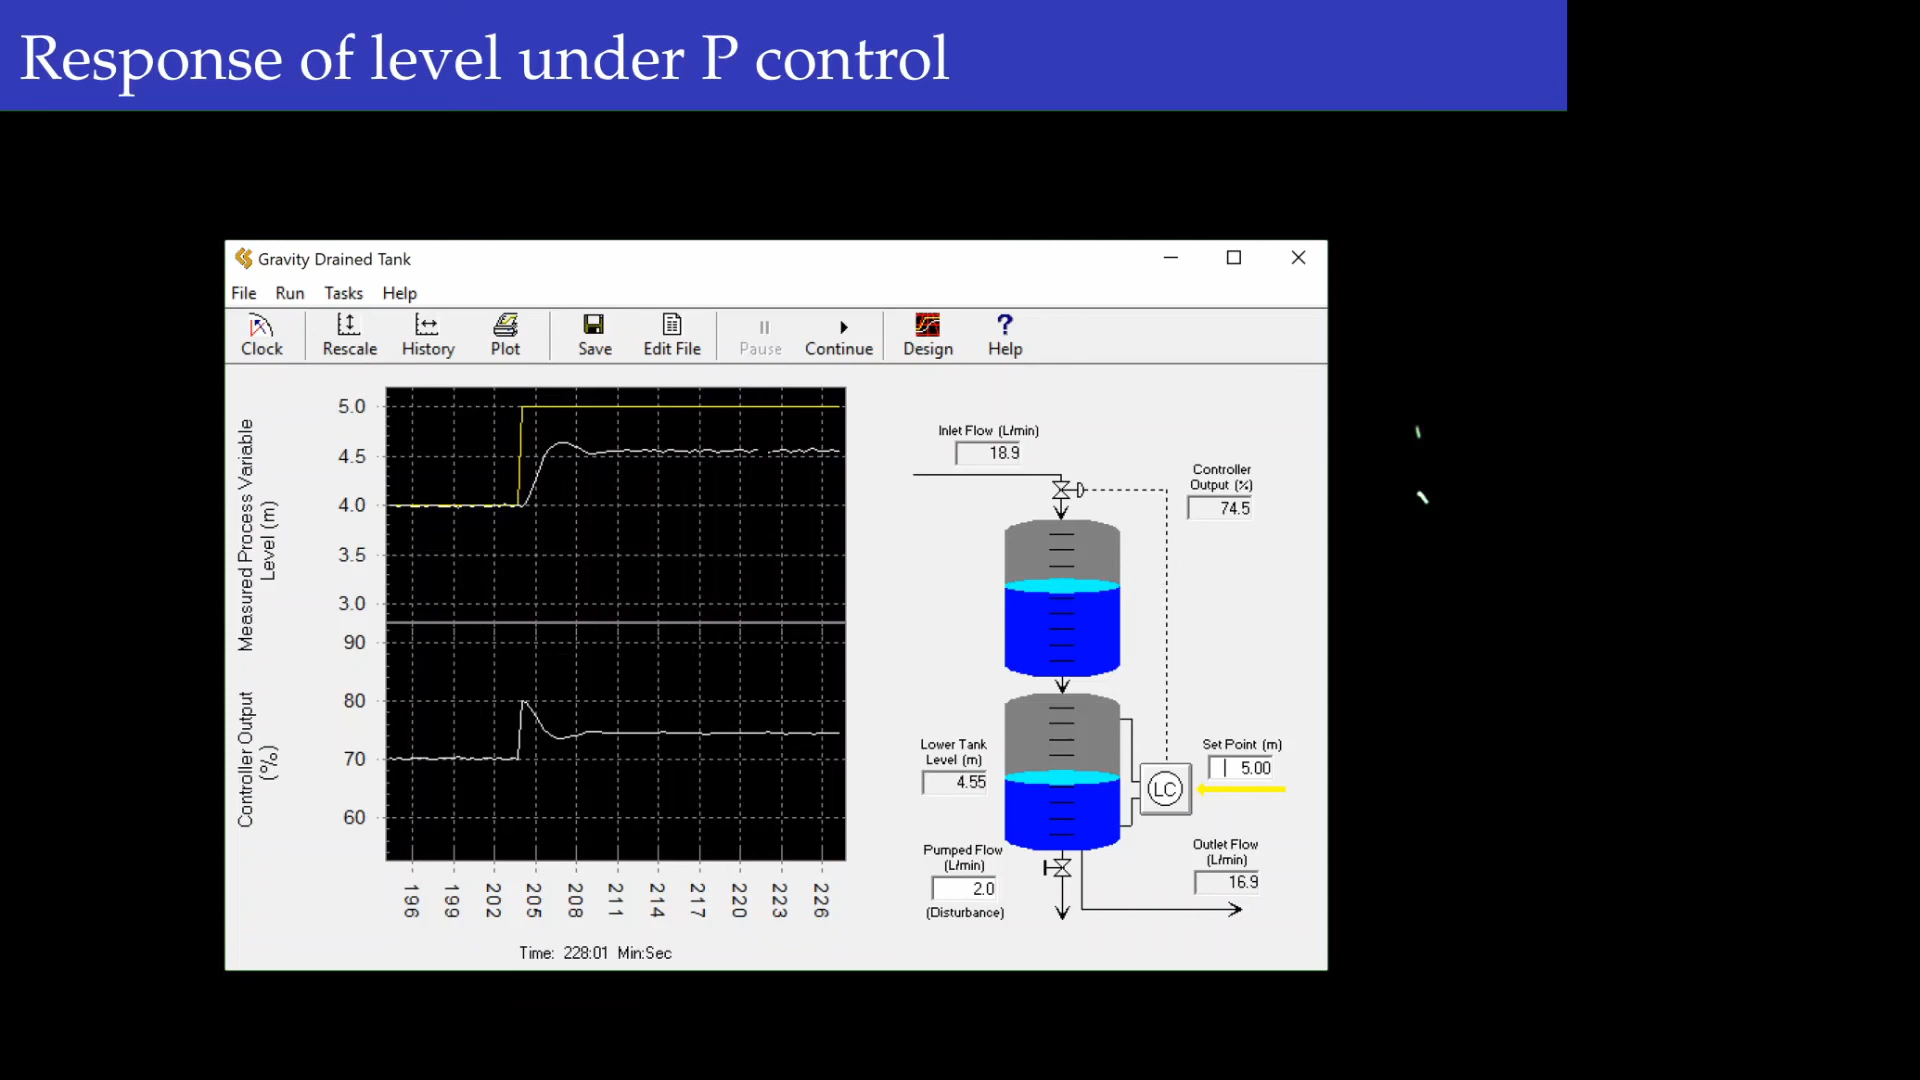 Response of level under P control
Gravity Drained Tank
File Run Tasks Help
Clock Rescale History Plot Save Edit File Pause Continue Design Help
Measured Process Variable
Level (m)
5.0
4.5
4.0
3.5
3.0
Controller Output
(%)
90
80
70
60
196 199 202 205 208 211 214 217 220 223 226
Time: 228:01 Min:Sec
Inlet Flow (L/min)
18.9
Controller
Output (%)
74.5
Lower Tank
Level (m)
4.55
LC
Set Point (m)
5.00
Pumped Flow
(L/min)
2.0
(Disturbance)
Outlet Flow
(L/min)
16.9